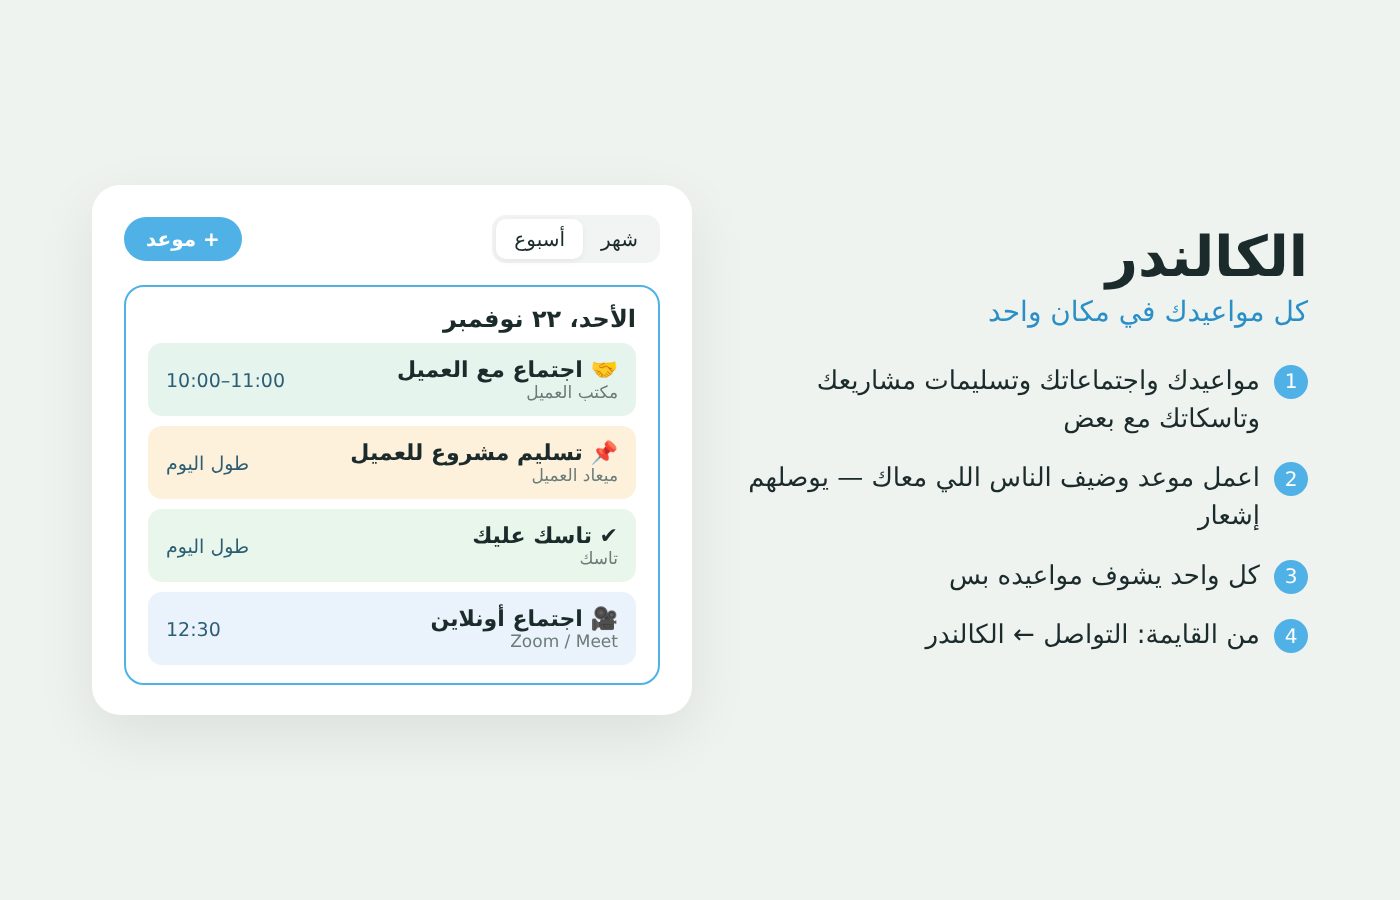 الكالندر
كل مواعيدك في مكان واحد
1 مواعيدك واجتماعاتك وتسليمات مشاريعك
وتاسكاتك مع بعض
2 اعمل موعد وضيف الناس اللي معاك — يوصلهم
إشعار
3 كل واحد يشوف مواعيده بس
4 من القايمة: التواصل ← الكالندر
شهر أسبوع
+ موعد
الأحد، ٢٢ نوفمبر
🤝 اجتماع مع العميل
مكتب العميل
10:00–11:00
📌 تسليم مشروع للعميل
ميعاد العميل
طول اليوم
✔ تاسك عليك
تاسك
طول اليوم
🎥 اجتماع أونلاين
Zoom / Meet
12:30